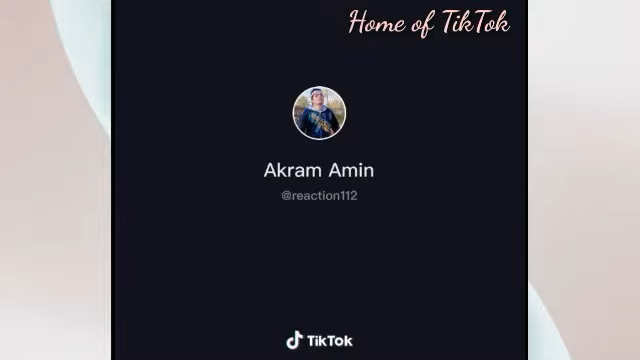 Home of TikTok
Akram Amin
@reaction112
TikTok